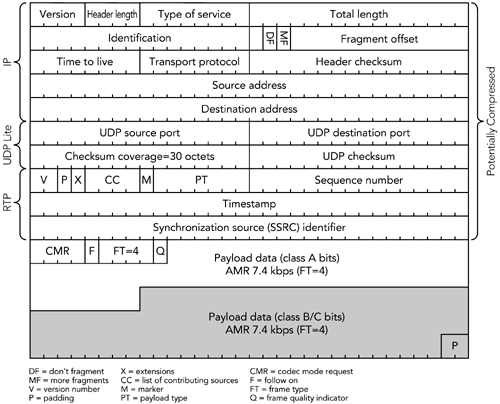 Version Header length Type of service Total length
Identification DF MF Fragment offset
Time to live Transport protocol Header checksum
Source address
Destination address
UDP source port UDP destination port
Checksum coverage=30 octets UDP checksum
V P X CC M PT Sequence number
Timestamp
Synchronization source (SSRC) identifier
CMR F FT=4 Q Payload data (class A bits)
AMR 7.4 kbps (FT=4)
Payload data (class B/C bits)
AMR 7.4 kbps (FT=4)
P
IP
UDP Lite
RTP
Potentially Compressed
DF = don't fragment X = extensions CMR = codec mode request
MF = more fragments CC = list of contributing sources F = follow on
V = version number M = marker FT = frame type
P = padding PT = payload type Q = frame quality indicator